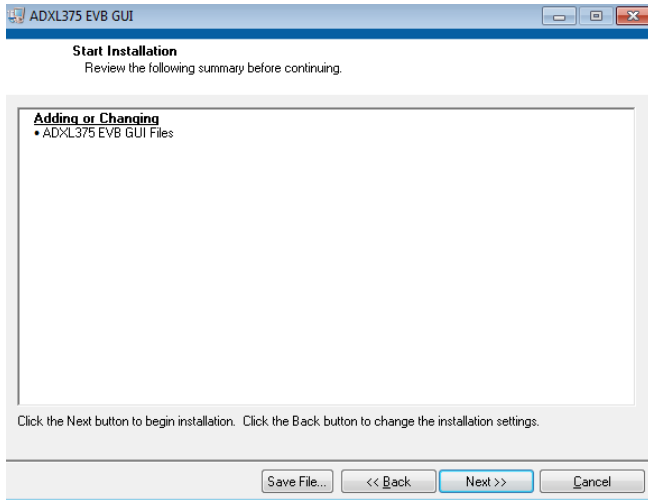 ADXL375 EVB GUI
Start Installation
Review the following summary before continuing.
Adding or Changing
• ADXL375 EVB GUI Files
Click the Next button to begin installation. Click the Back button to change the installation settings.
Save File... << Back Next >> Cancel